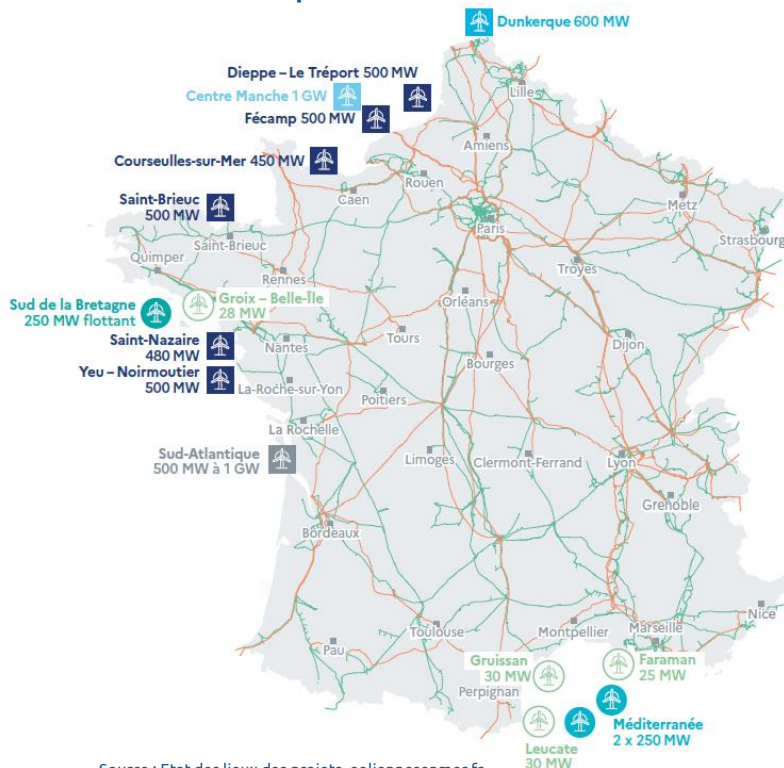 Dunkerque 600 MW
Dieppe – Le Tréport 500 MW
Lille
Centre Manche 1 GW
Fécamp 500 MW
Amiens
Courseulles-sur-Mer 450 MW
Rouen
Caen
Metz
Saint-Brieuc
500 MW
Paris
Strasbourg
Saint-Brieuc
Quimper
Troyes
Rennes
Groix – Belle-Île
28 MW
Orléans
Sud de la Bretagne
250 MW flottant
Saint-Nazaire
480 MW
Nantes
Tours
Dijon
Yeu – Noirmoutier
500 MW
Bourges
La-Roche-sur-Yon
Poitiers
La Rochelle
Sud-Atlantique
500 MW à 1 GW
Limoges
Clermont-Ferrand
Lyon
Grenoble
Bordeaux
Nice
Toulouse
Montpellier
Marseille
Pau
Gruissan
30 MW
Faraman
25 MW
Perpignan
Méditerranée
2 x 250 MW
Leucate
30 MW